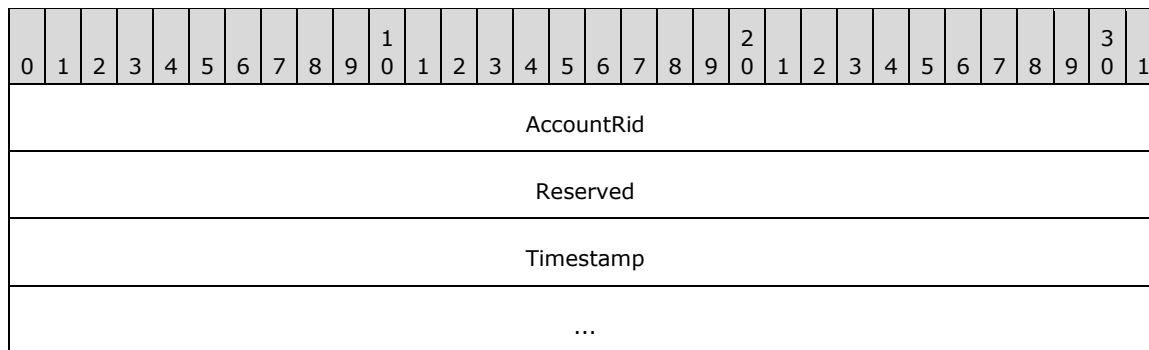 1 2 3
0 1 2 3 4 5 6 7 8 9 0 1 2 3 4 5 6 7 8 9 0 1 2 3 4 5 6 7 8 9 0 1
AccountRid
Reserved
Timestamp
...